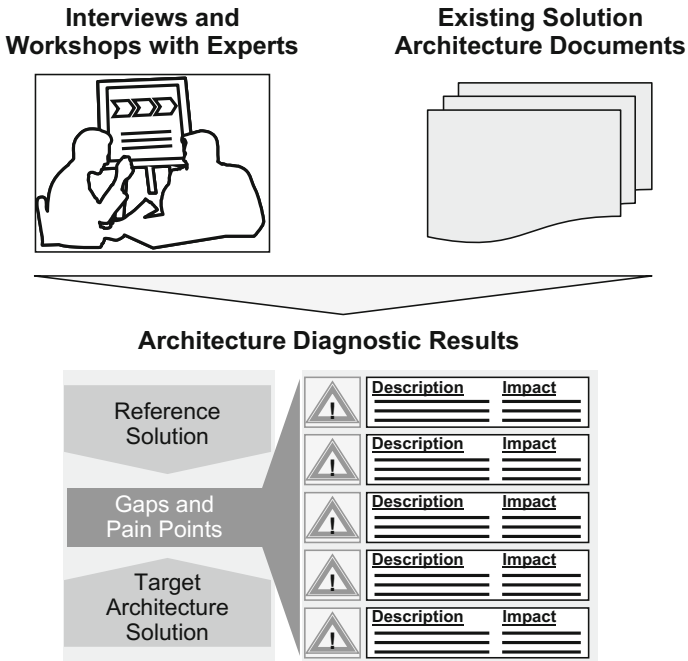 Interviews and
Workshops with Experts
Existing Solution
Architecture Documents
Architecture Diagnostic Results
Reference
Solution
Gaps and
Pain Points
Target
Architecture
Solution
! Description Impact
! Description Impact
! Description Impact
! Description Impact
! Description Impact